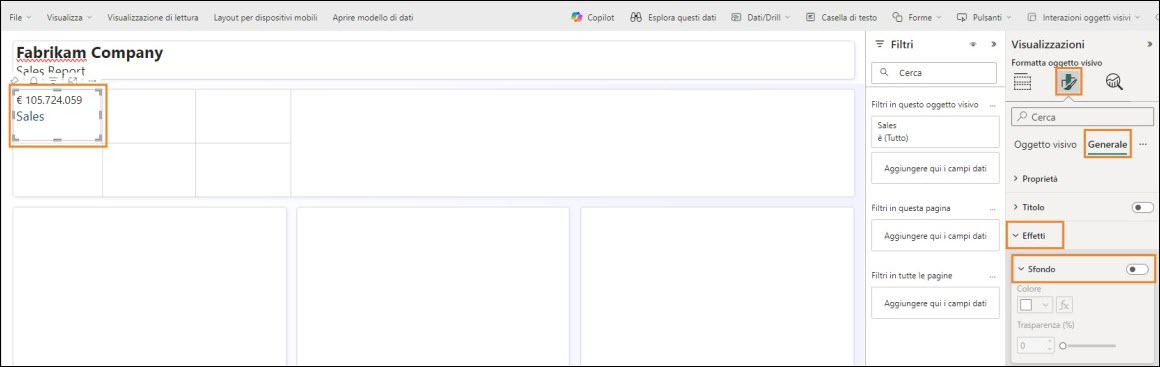 File Visualizza Visualizzazione di lettura Layout per dispositivi mobili Aprire modello di dati Copilot Esplora questi dati Dati/Drill Casella di testo Forme Pulsanti Interazioni oggetti visivi
Fabrikam Company
Sales Report
€ 105.724.059
Sales
Filtri
Cerca
Filtri in questo oggetto visivo ...
Sales
è (Tutto)
Aggiungere qui i campi dati
Filtri in questa pagina ...
Aggiungere qui i campi dati
Filtri in tutte le pagine ...
Aggiungere qui i campi dati
Visualizzazioni
Formatta oggetto visivo
Cerca
Oggetto visivo Generale ...
Proprietà
Titolo
Effetti
Sfondo
Colore
fx
Trasparenza (%)
0